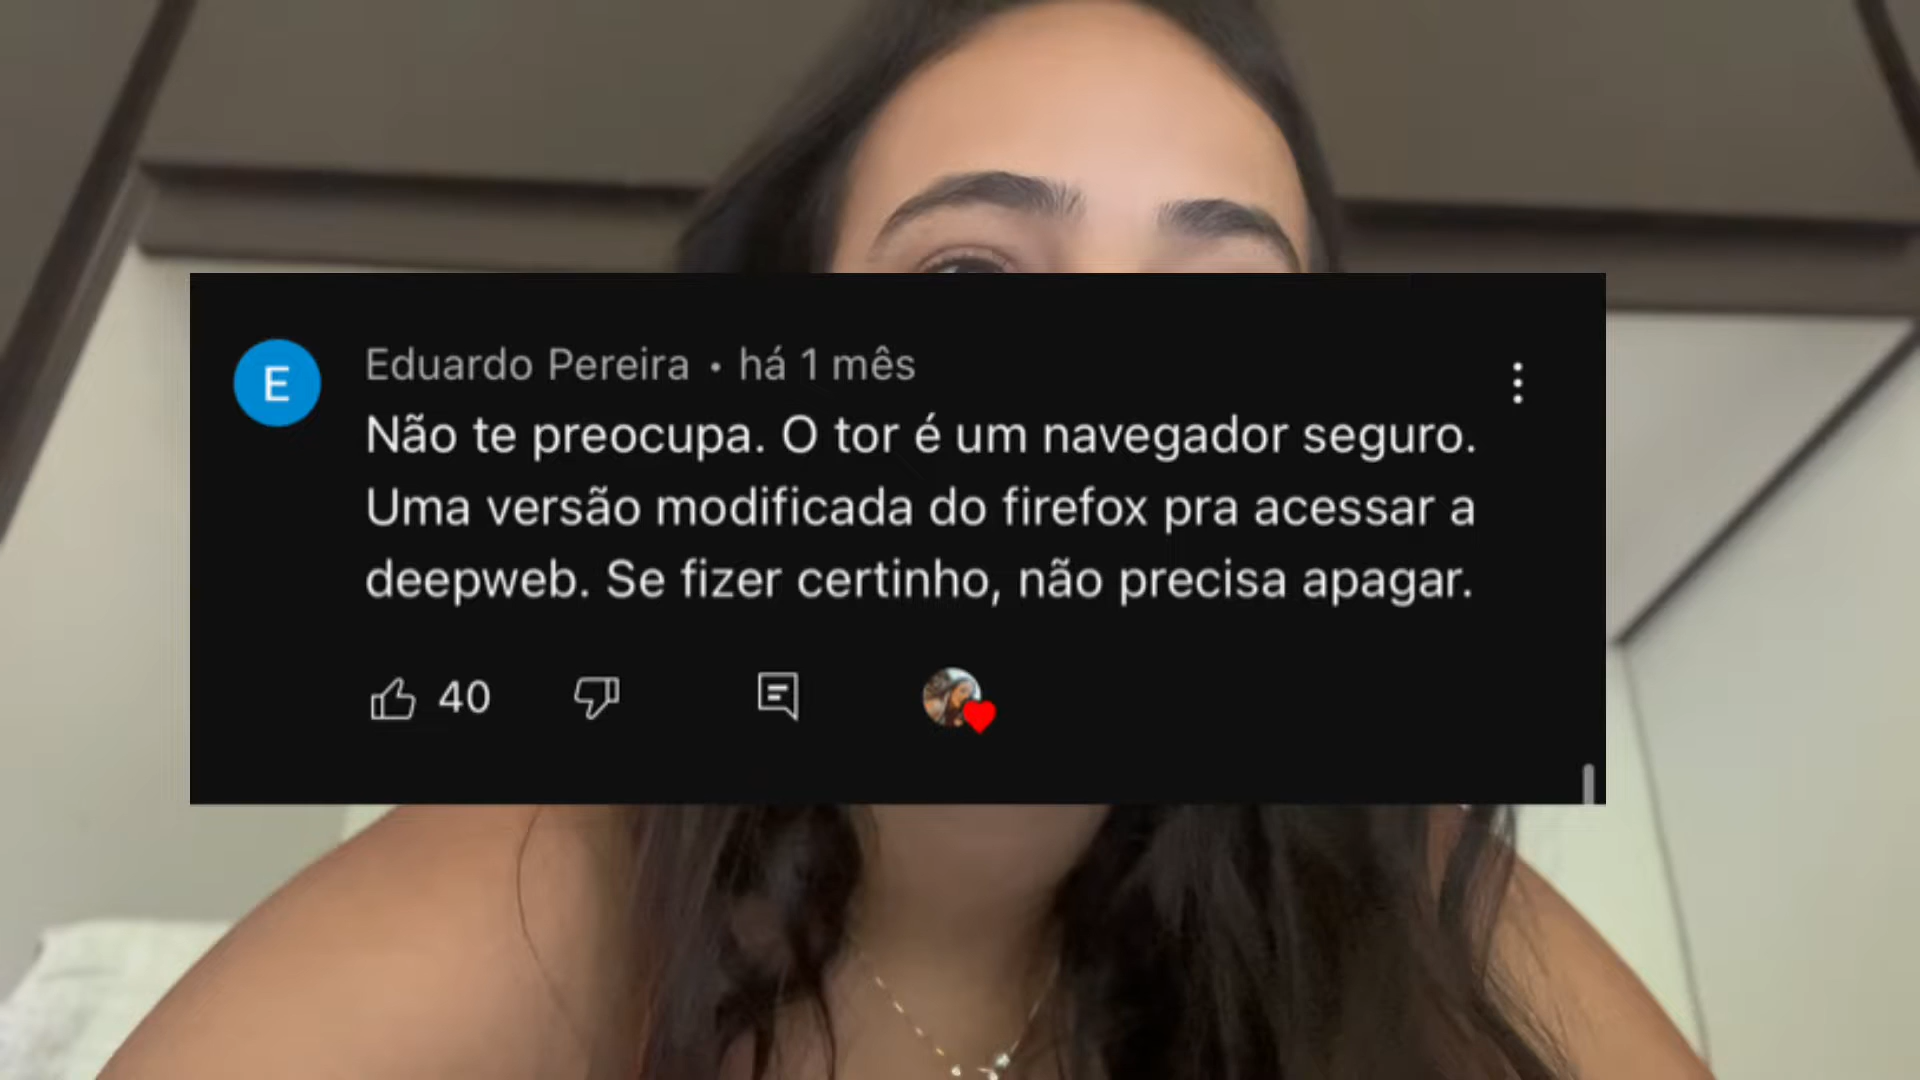 E
Eduardo Pereira • há 1 mês
Não te preocupa. O tor é um navegador seguro.
Uma versão modificada do firefox pra acessar a
deepweb. Se fizer certinho, não precisa apagar.
40